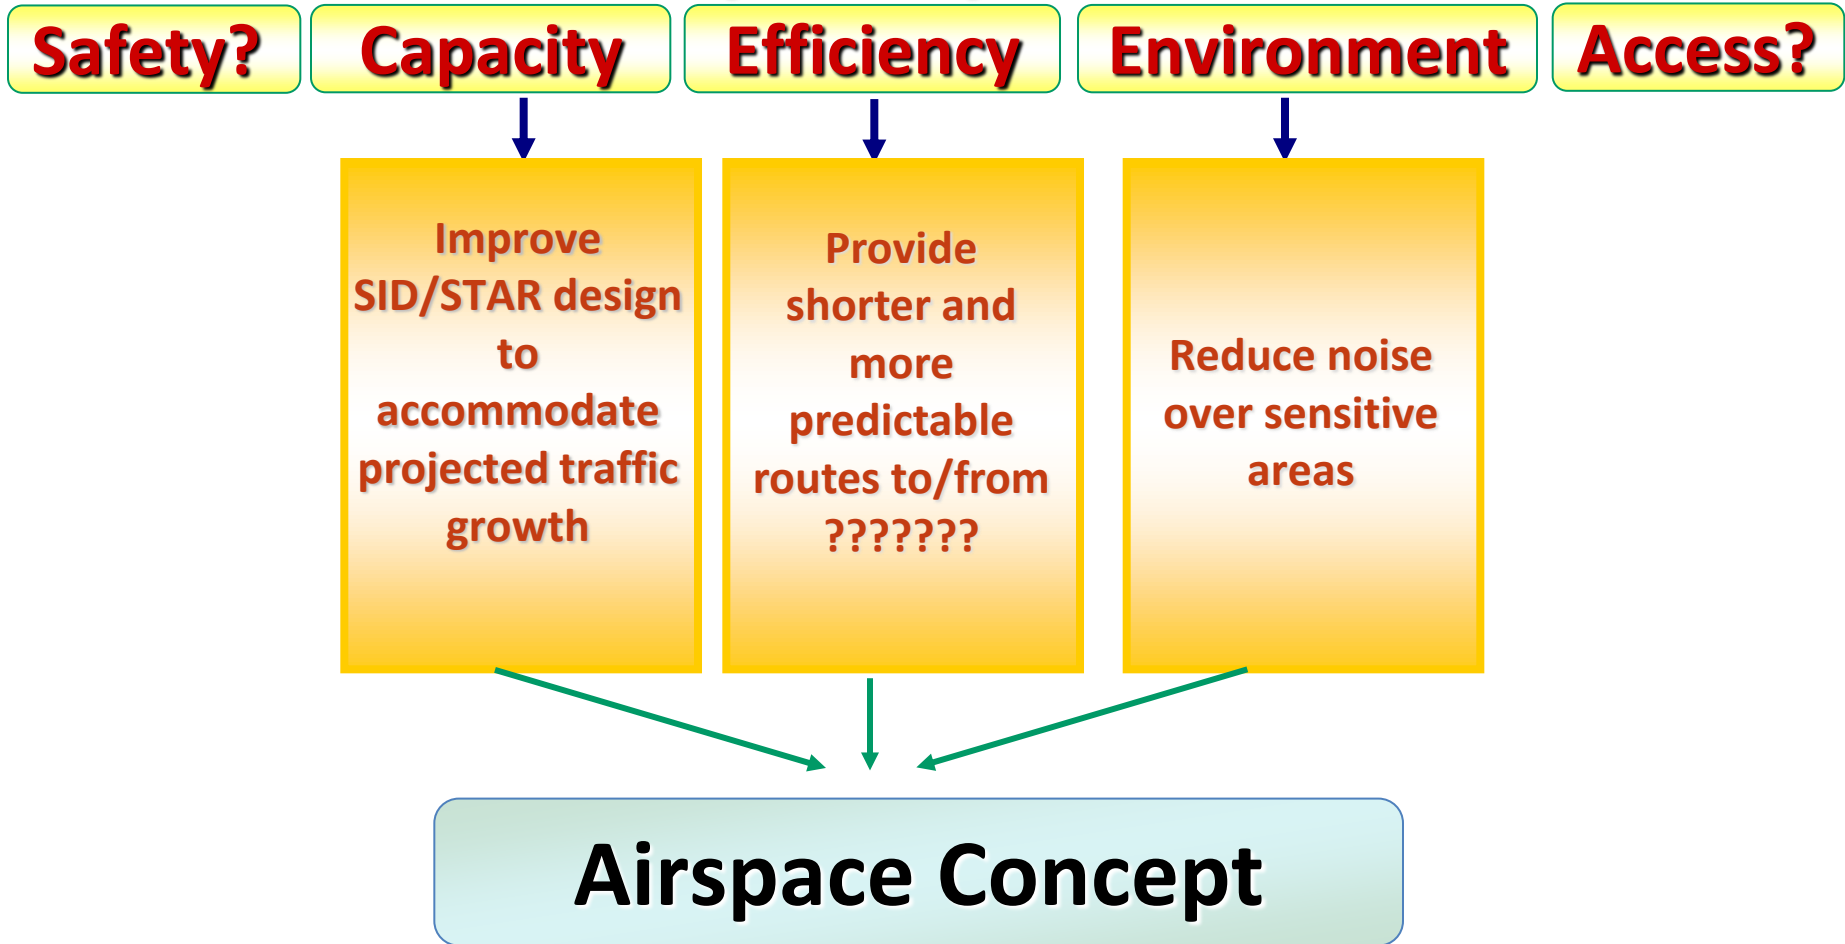 Safety?
Capacity
Efficiency
Environment
Access?
Improve
SID/STAR design
to
accommodate
projected traffic
growth
Provide
shorter and
more
predictable
routes to/from
???????
Reduce noise
over sensitive
areas
Airspace Concept